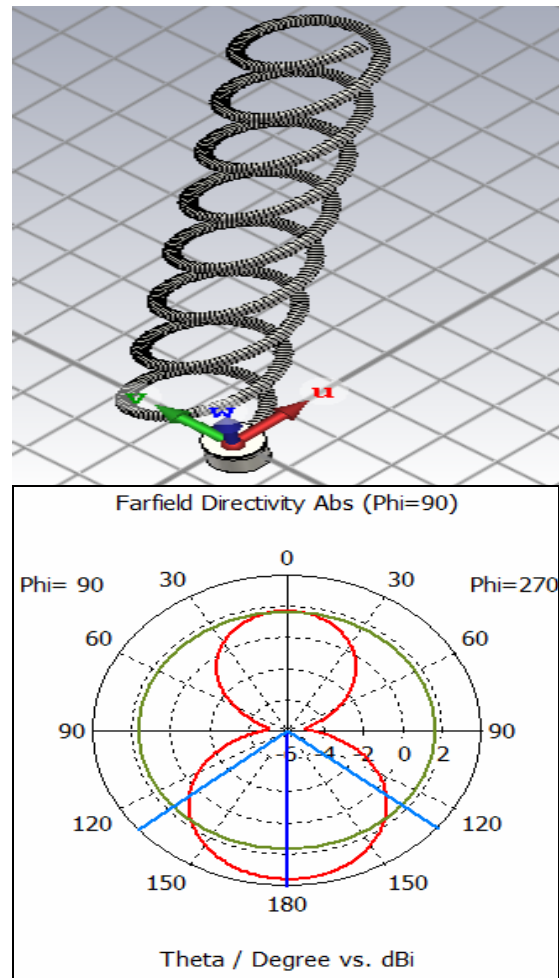 v
w
u
Farfield Directivity Abs (Phi=90)
0
30
30
Phi= 90
Phi=270
60
60
90
-6 -4 -2 0 2
90
120
120
150
150
180
Theta / Degree vs. dBi